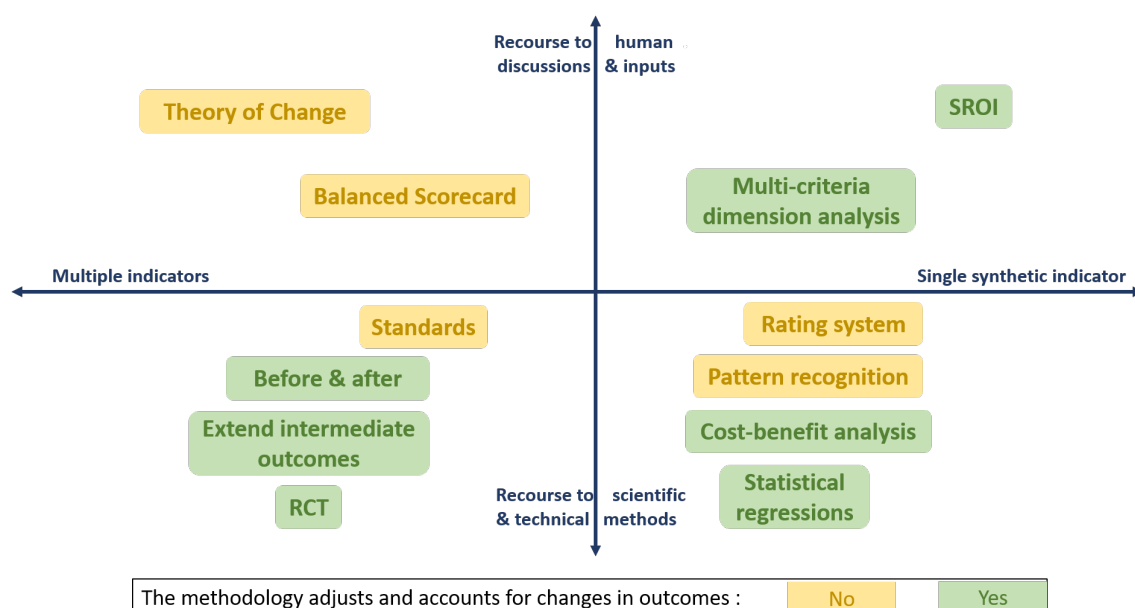 Recourse to human
discussions & inputs
Theory of Change
SROI
Balanced Scorecard
Multi-criteria
dimension analysis
Multiple indicators
Single synthetic indicator
Standards
Rating system
Before & after
Pattern recognition
Extend intermediate
outcomes
Cost-benefit analysis
RCT
Statistical
regressions
Recourse to scientific
& technical methods
The methodology adjusts and accounts for changes in outcomes :
No
Yes